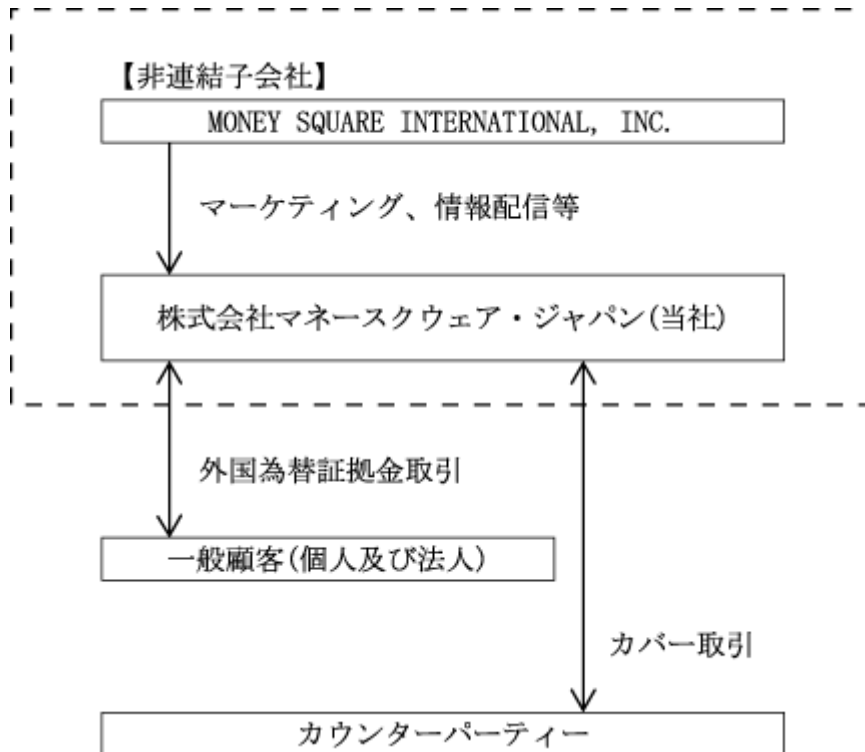 【非連結子会社】
MONEY SQUARE INTERNATIONAL, INC.
マーケティング、情報配信等
株式会社マネースクウェア・ジャパン(当社)
外国為替証拠金取引
一般顧客(個人及び法人)
カバー取引
カウンターパーティー